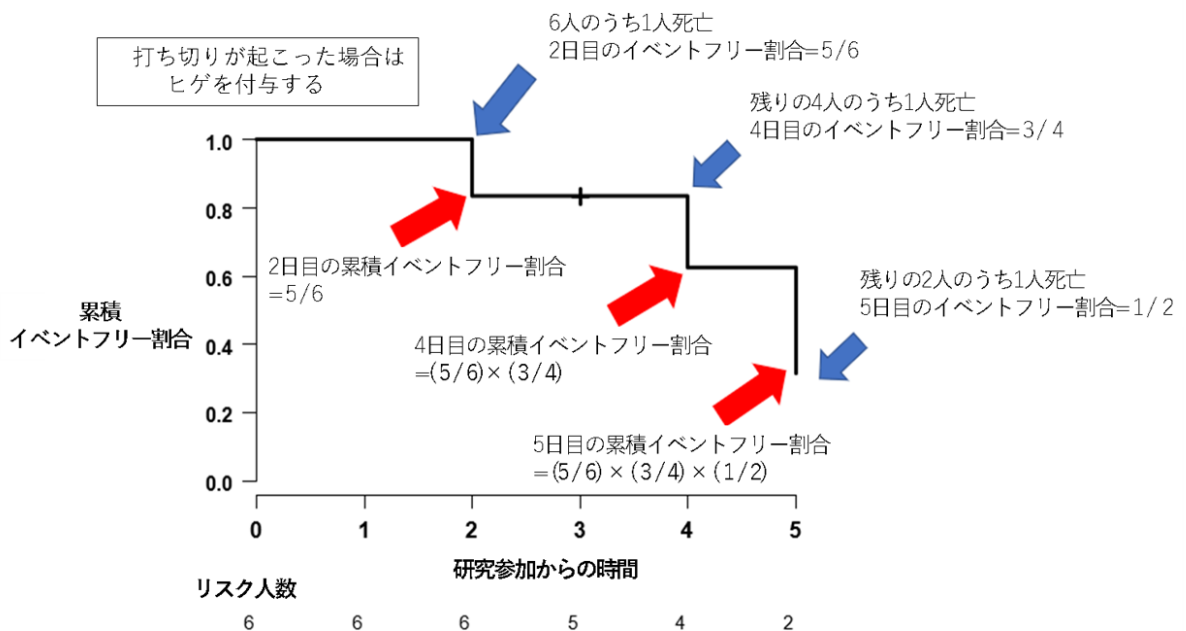 打ち切りが起こった場合は
ヒゲを付与する
6人のうち1人死亡
2日目のイベントフリー割合=5/6
残りの4人のうち1人死亡
4日目のイベントフリー割合=3/4
1.0
0.8
0.6
0.4
0.2
0.0
累積
イベントフリー割合
2日目の累積イベントフリー割合
=5/6
4日目の累積イベントフリー割合
=(5/6)×(3/4)
残りの2人のうち1人死亡
5日目のイベントフリー割合=1/2
5日目の累積イベントフリー割合
=(5/6)×(3/4)×(1/2)
0 1 2 3 4 5
研究参加からの時間
リスク人数
6 6 6 5 4 2